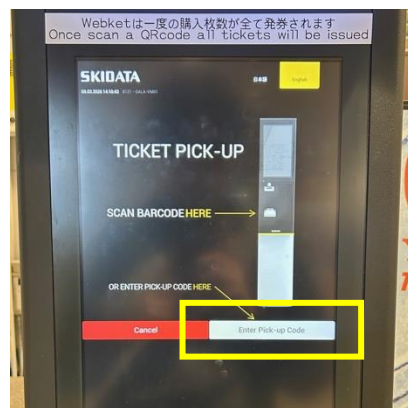 Webketは一度の購入枚数が全て発券されます
Once scan a QRcode all tickets will be issued
SKIDATA
日本語
English
TICKET PICK-UP
SCAN BARCODE HERE
OR ENTER PICK-UP CODE HERE
Cancel
Enter Pick-up Code